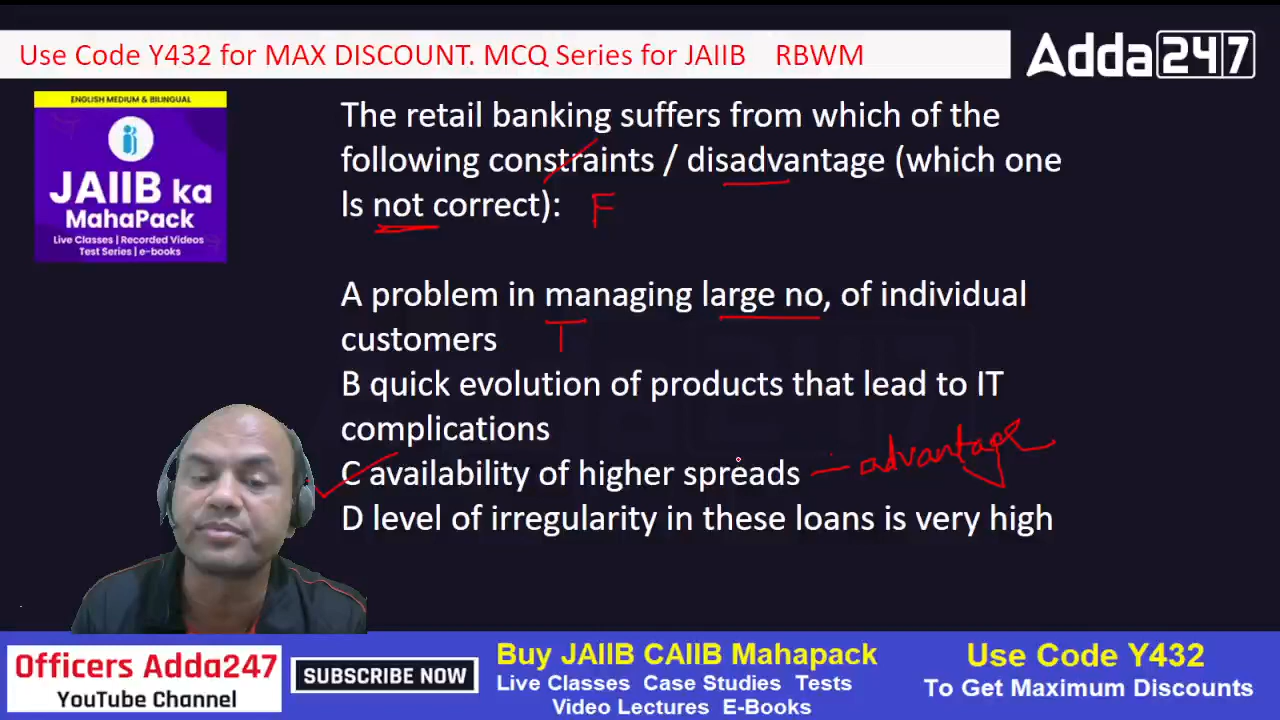 Use Code Y432 for MAX DISCOUNT. MCQ Series for JAIIB RBWM
Adda247
ENGLISH MEDIUM & BILINGUAL
JAIIB ka
MahaPack
Live Classes | Recorded Videos
Test Series | e-books
The retail banking suffers from which of the
following constraints / disadvantage (which one
Is not correct): F
A problem in managing large no, of individual
customers T
B quick evolution of products that lead to IT
complications
C availability of higher spreads – advantage
D level of irregularity in these loans is very high
Officers Adda247
YouTube Channel
SUBSCRIBE NOW
Buy JAIIB CAIIB Mahapack
Live Classes Case Studies Tests
Video Lectures E-Books
Use Code Y432
To Get Maximum Discounts